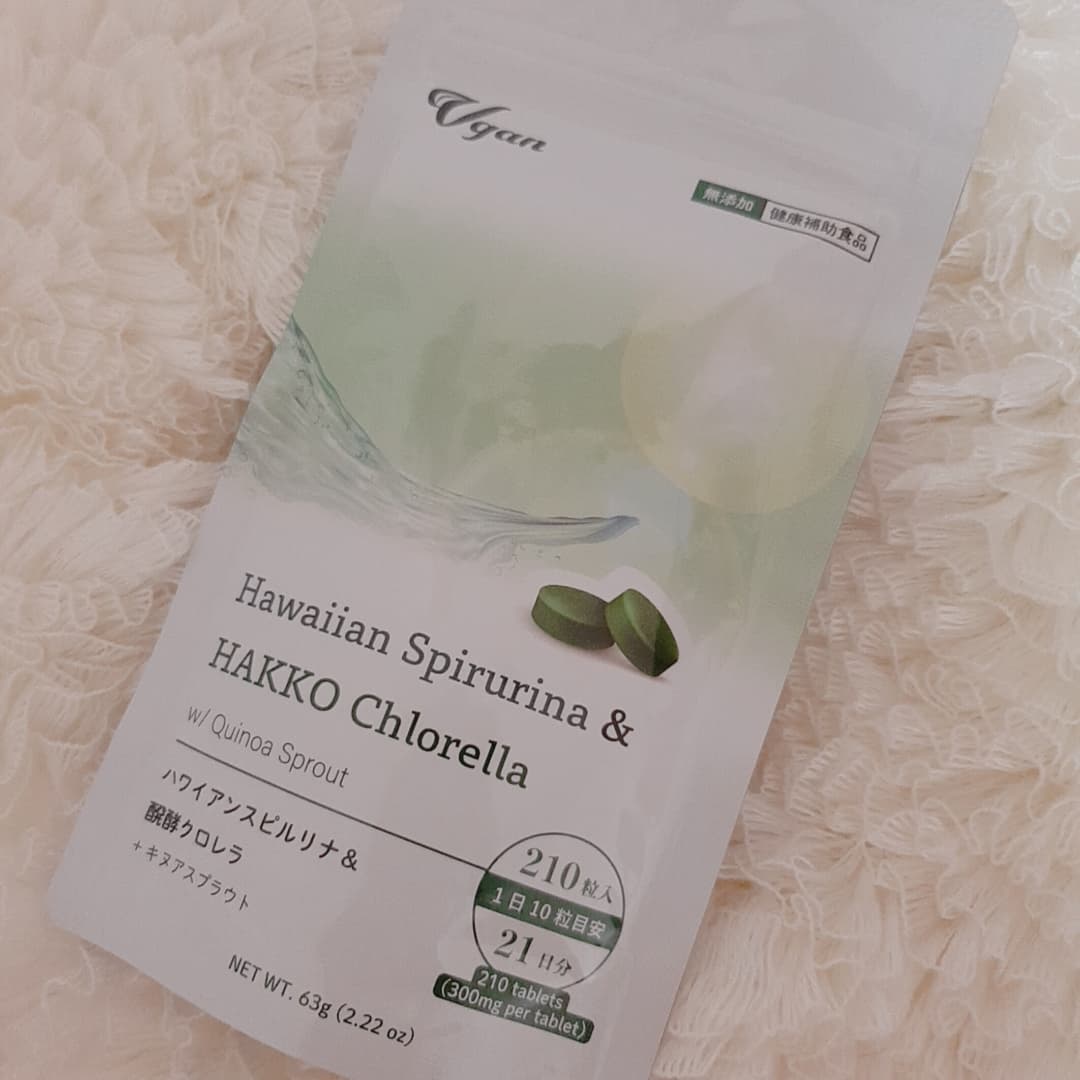 Vgan
無添加 健康補助食品
Hawaiian Spirurina &
HAKKO Chlorella
w/ Quinoa Sprout
ハワイアンスピルリナ&
醗酵クロレラ
+キヌアスプラウト
210粒入
1日10粒目安
21日分
210 tablets
(300mg per tablet)
NET WT. 63g (2.22 oz)